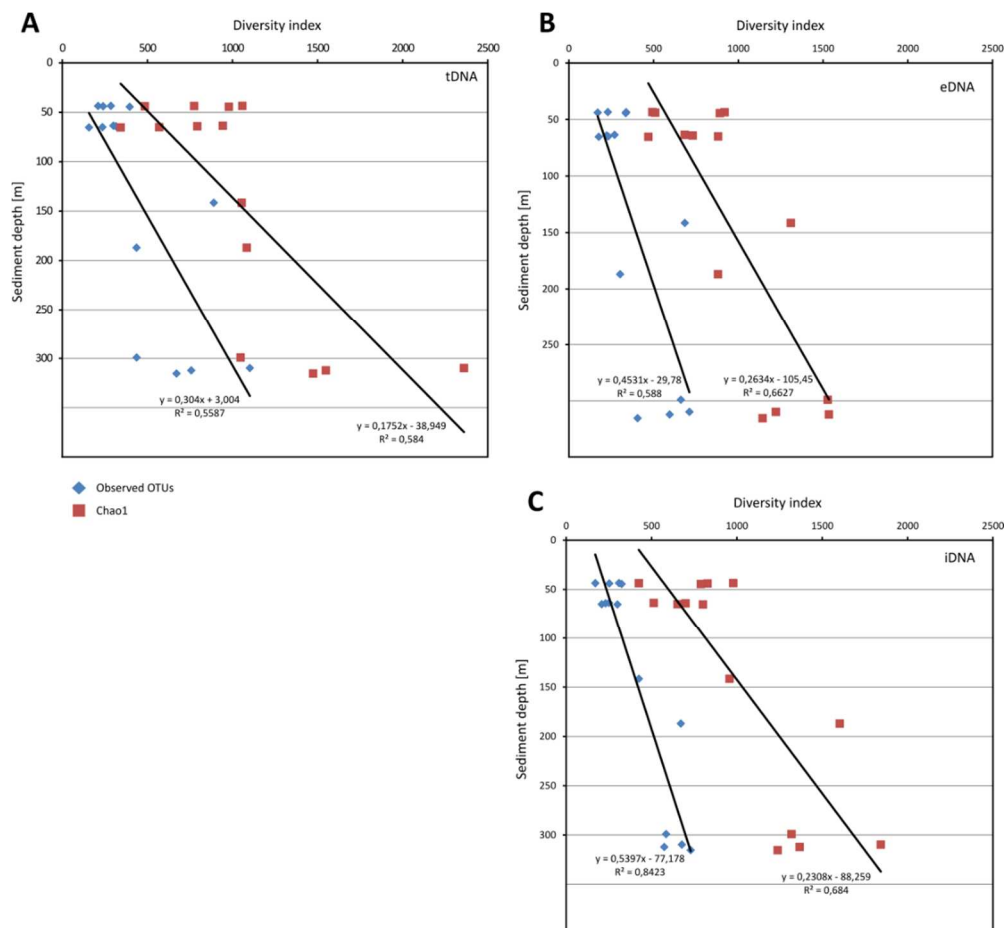 A
Diversity index
0 500 1000 1500 2000 2500
tDNA
Sediment depth [m]
0
50
100
150
200
250
300
y = 0,304x + 3,004
R² = 0,5587
y = 0,1752x - 38,949
R² = 0,584
Observed OTUs
Chao1
B
Diversity index
0 500 1000 1500 2000 2500
eDNA
Sediment depth [m]
0
50
100
150
200
250
y = 0,4531x - 29,78
R² = 0,588
y = 0,2634x - 105,45
R² = 0,6627
C
Diversity index
0 500 1000 1500 2000 2500
iDNA
Sediment depth [m]
0
50
100
150
200
250
300
y = 0,5397x - 77,178
R² = 0,8423
y = 0,2308x - 88,259
R² = 0,684